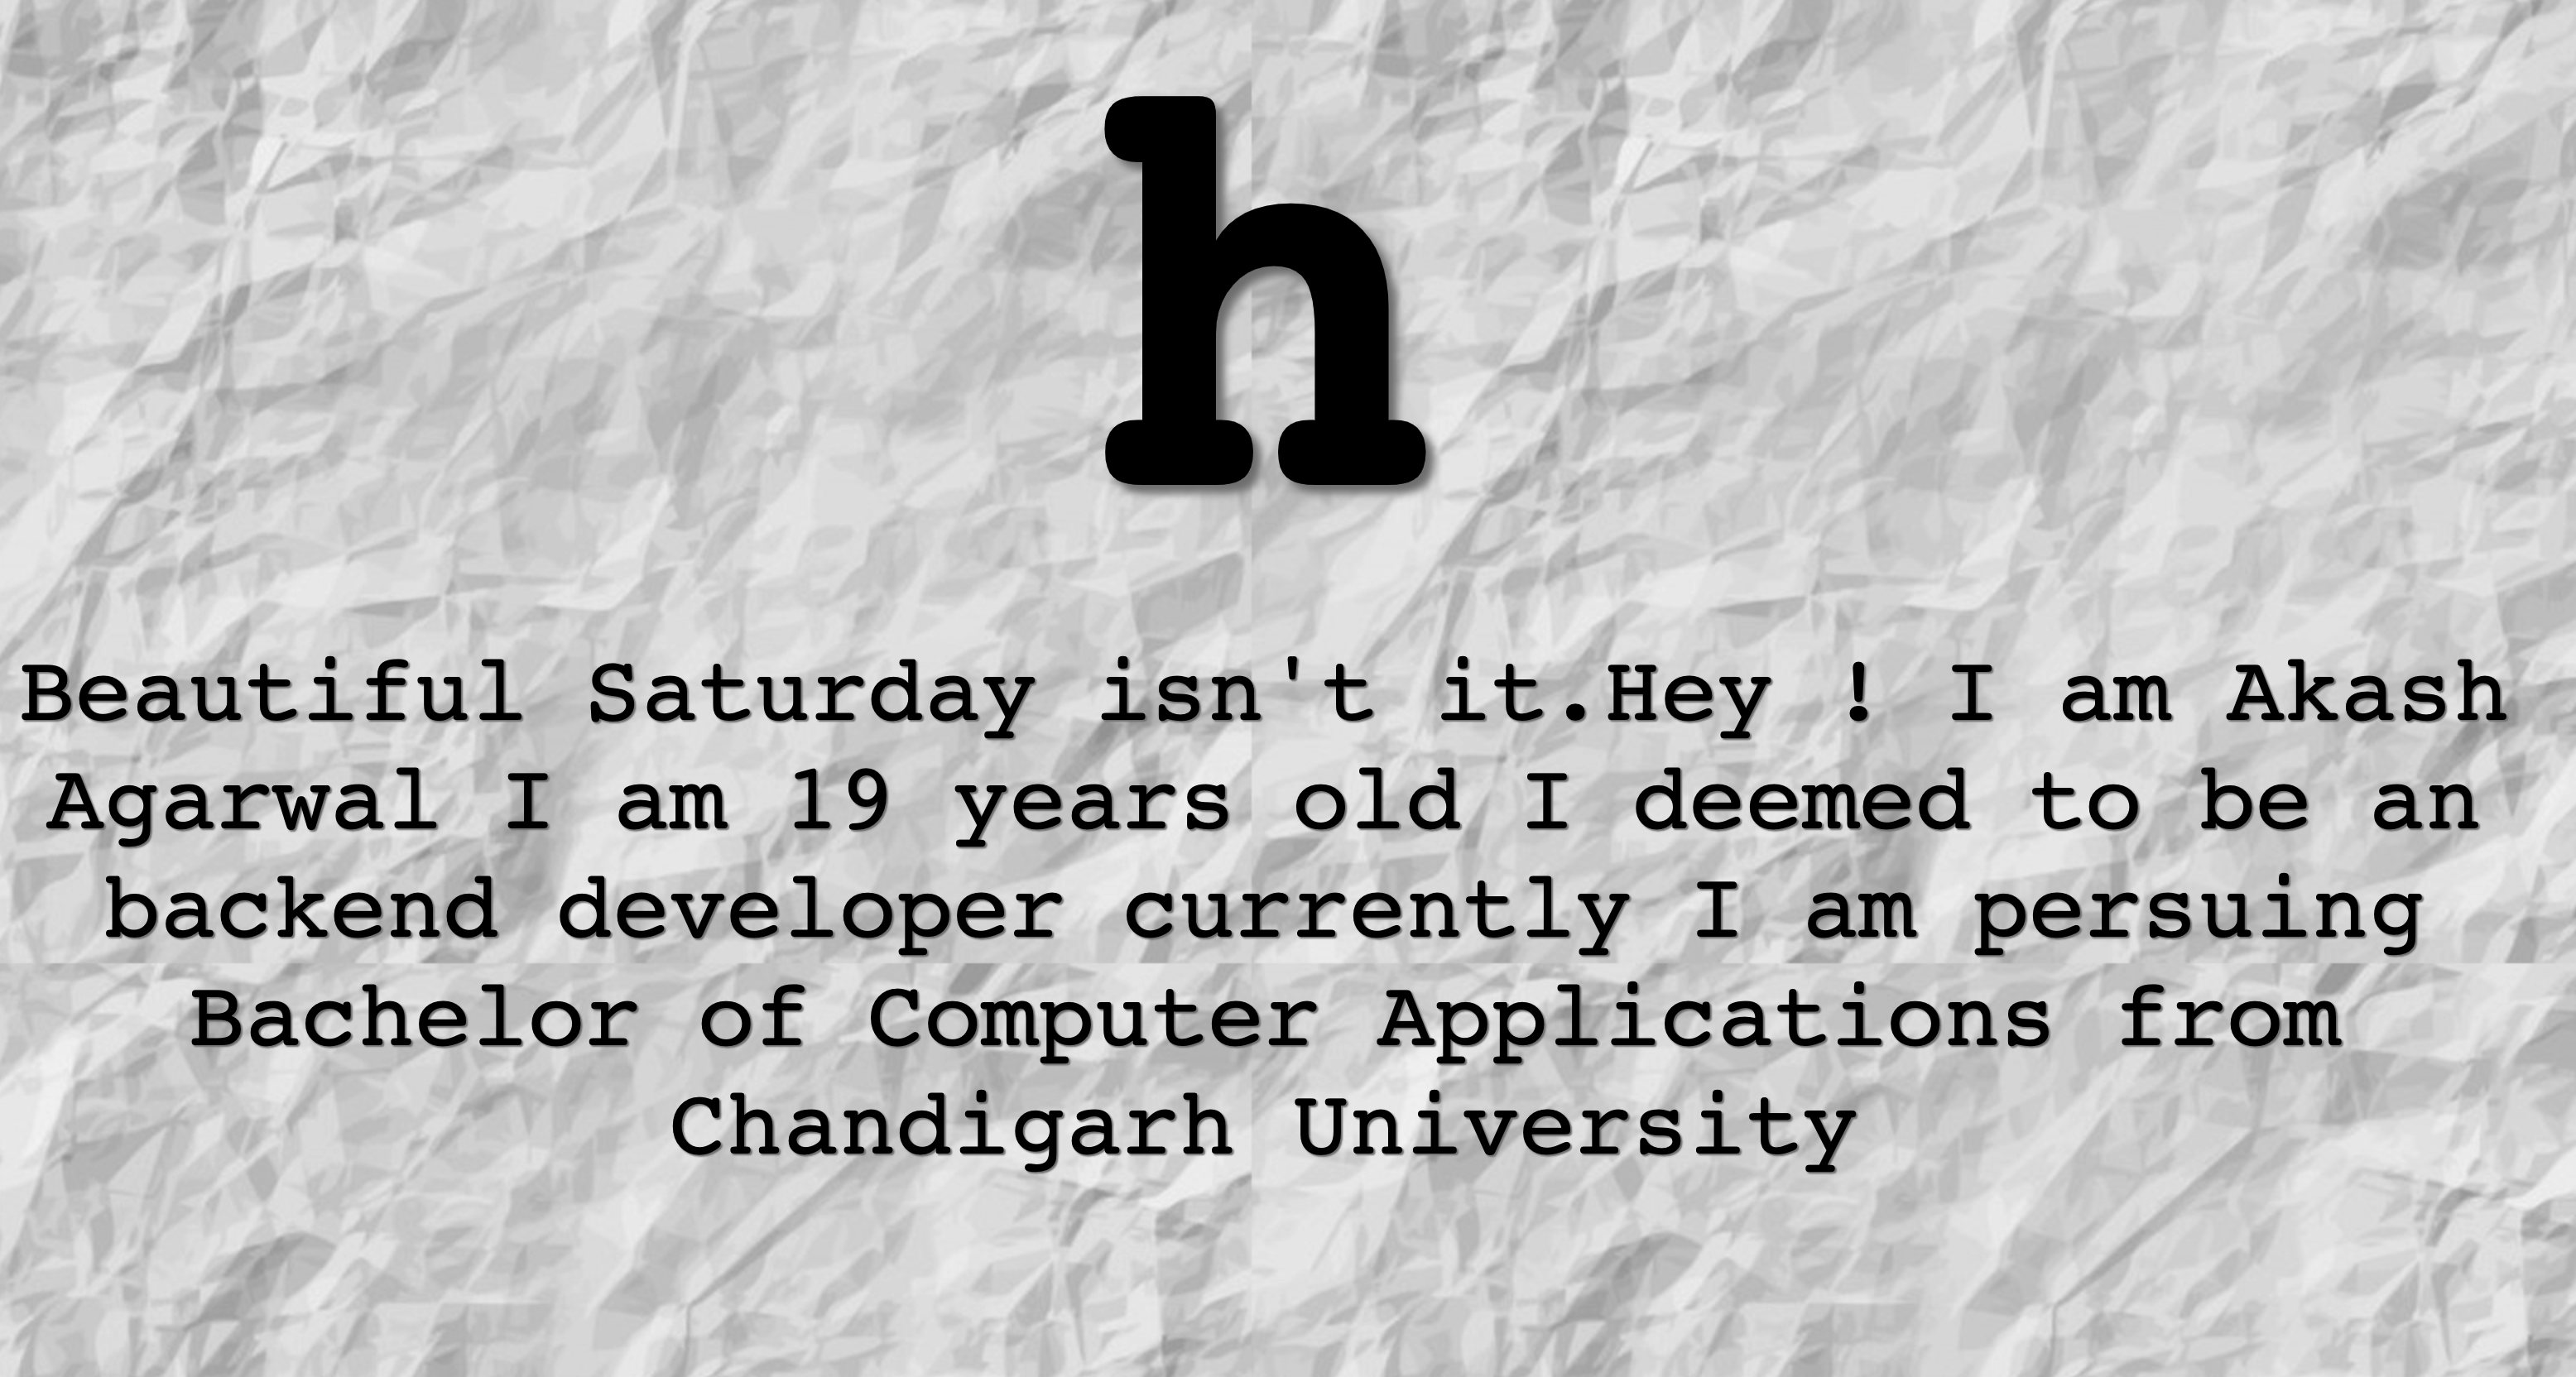 h
Beautiful Saturday isn't it.Hey ! I am Akash
Agarwal I am 19 years old I deemed to be an
backend developer currently I am persuing
Bachelor of Computer Applications from
Chandigarh University